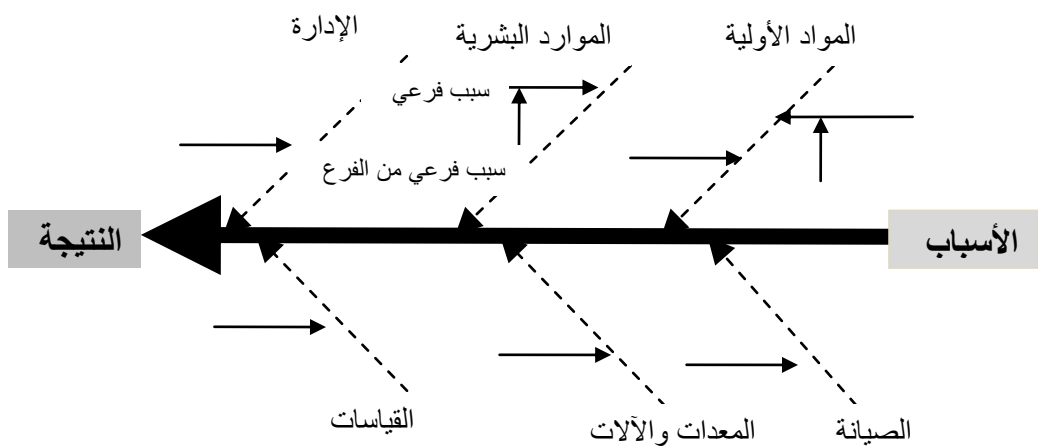 المواد الأولية
الموارد البشرية
الإدارة
سبب فرعي
سبب فرعي من الفرع
الأسباب
النتيجة
الصيانة
المعدات والآلات
القياسات